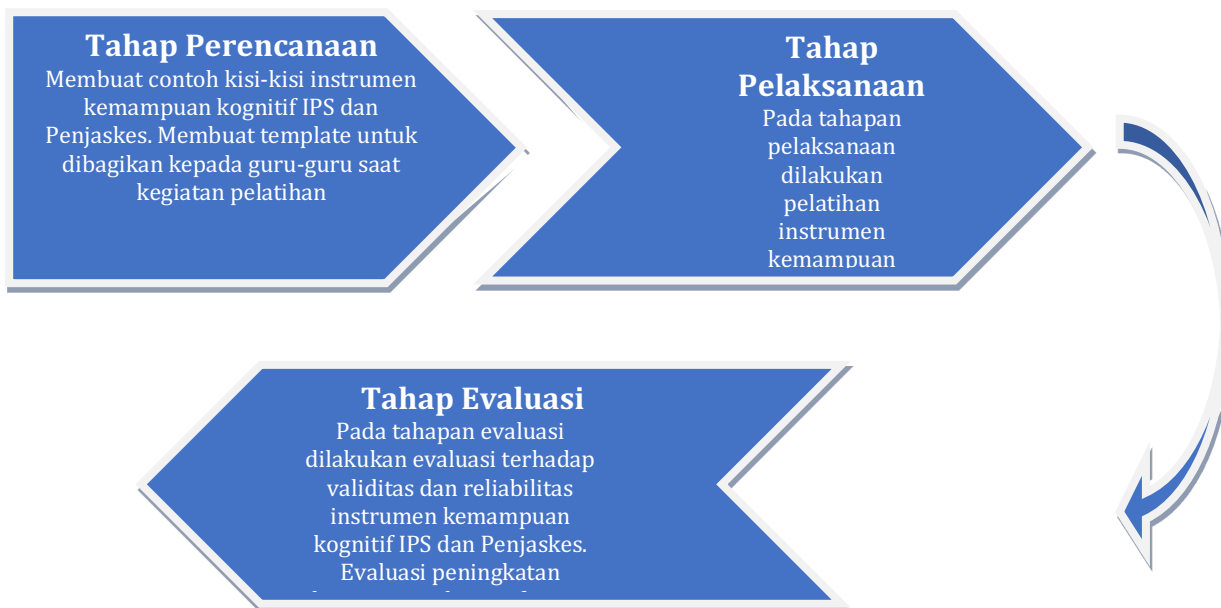 Tahap Perencanaan
Membuat contoh kisi-kisi instrumen
kemampuan kognitif IPS dan
Penjaskes. Membuat template untuk
dibagikan kepada guru-guru saat
kegiatan pelatihan
Tahap
Pelaksanaan
Pada tahapan
pelaksanaan
dilakukan
pelatihan
instrumen
kemampuan
Tahap Evaluasi
Pada tahapan evaluasi
dilakukan evaluasi terhadap
validitas dan reliabilitas
instrumen kemampuan
kognitif IPS dan Penjaskes.
Evaluasi peningkatan